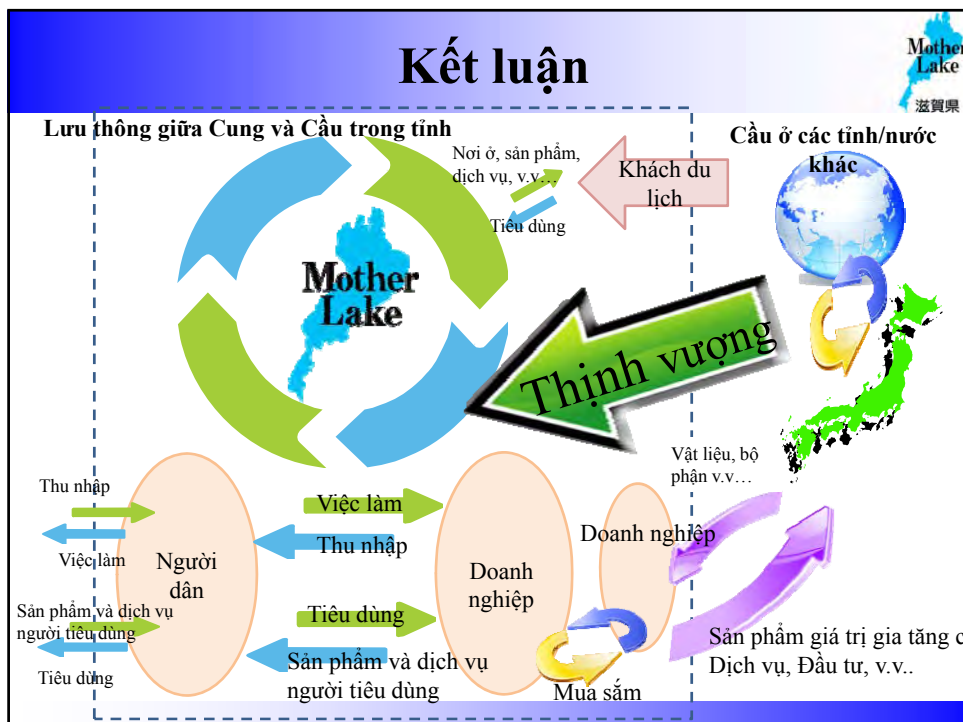 Kết luận
Mother
Lake
滋賀県
Lưu thông giữa Cung và Cầu trong tỉnh
Nơi ở, sản phẩm,
dịch vụ, v.v…
Tiêu dùng
Khách du
lịch
Cầu ở các tỉnh/nước
khác
Mother
Lake
Thịnh vượng
Vật liệu, bộ
phận v.v…
Thu nhập
Việc làm
Người
dân
Việc làm
Thu nhập
Doanh
nghiệp
Doanh nghiệp
Sản phẩm và dịch vụ
người tiêu dùng
Tiêu dùng
Tiêu dùng
Sản phẩm và dịch vụ
người tiêu dùng
Mua sắm
Sản phẩm giá trị gia tăng c
Dịch vụ, Đầu tư, v.v..